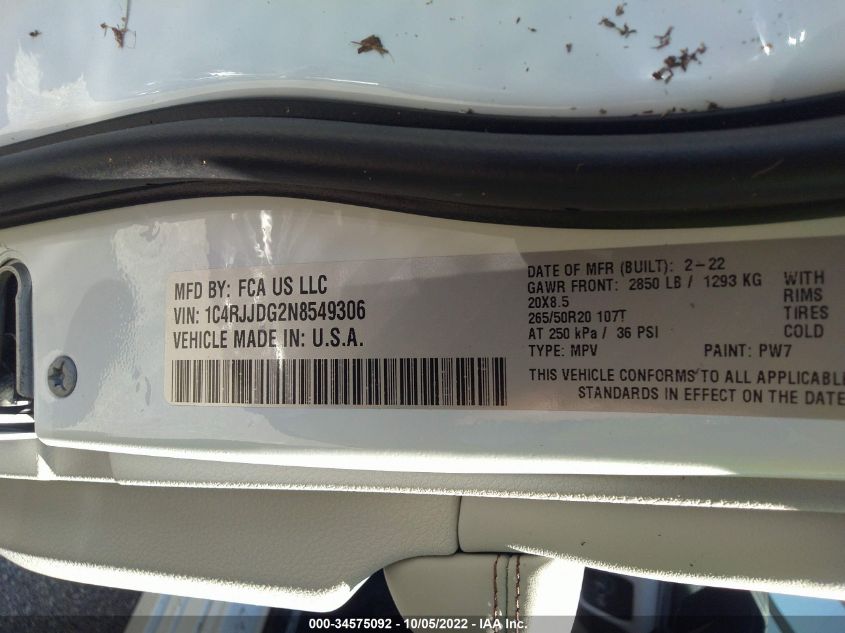 MFD BY: FCA US LLC
VIN: 1C4RJJDG2N8549306
VEHICLE MADE IN: U.S.A.
DATE OF MFR (BUILT): 2-22
GAWR FRONT: 2850 LB / 1293 KG WITH
20X8.5 RIMS
265/50R20 107T TIRES
AT 250 kPa / 36 PSI COLD
TYPE: MPV PAINT: PW7
THIS VEHICLE CONFORMS TO ALL APPLICABL
STANDARDS IN EFFECT ON THE DATE
000-34575092 - 10/05/2022 - IAA Inc.